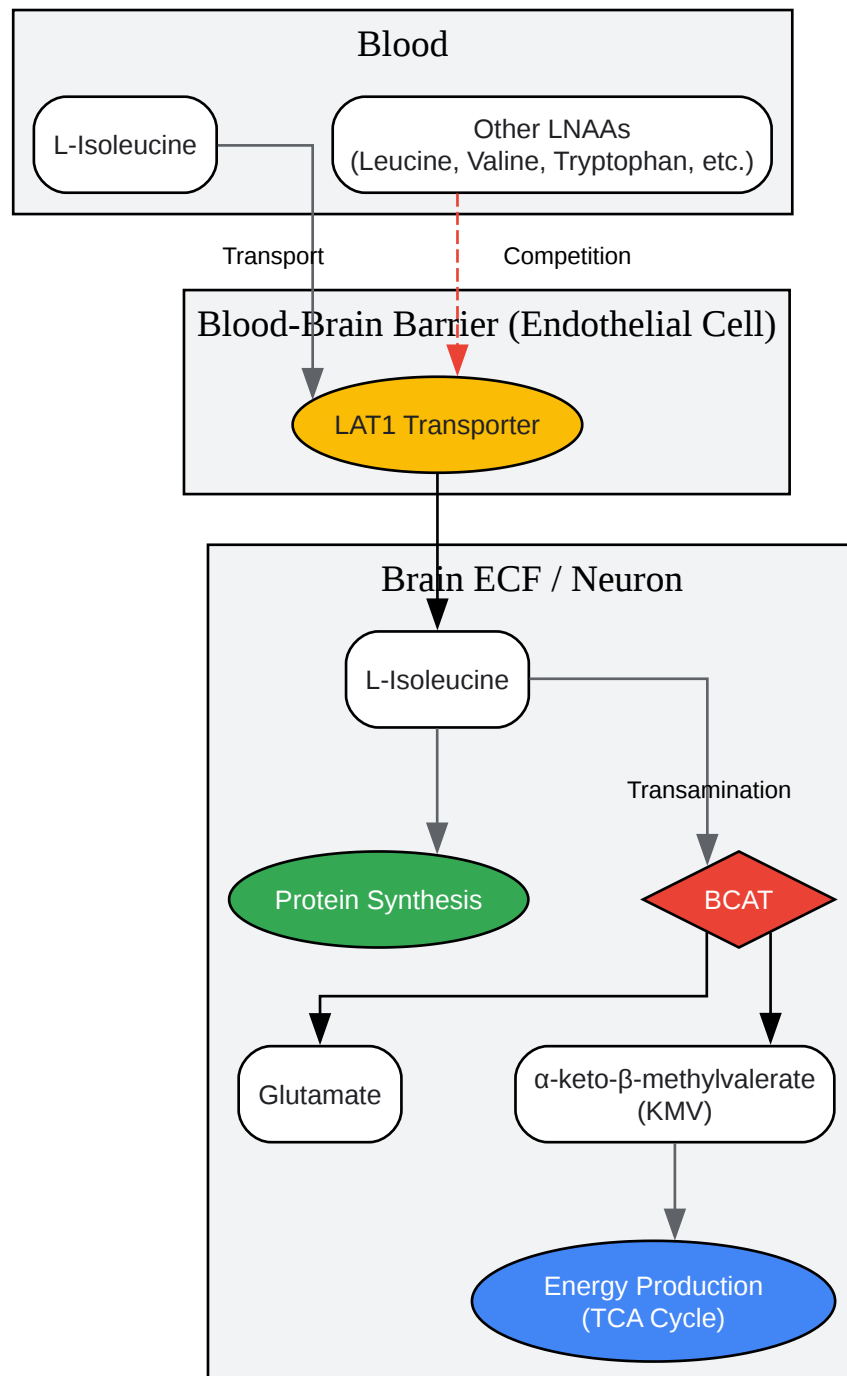 Blood
L-Isoleucine
Other LNAAs
(Leucine, Valine, Tryptophan, etc.)
Transport
Competition
Blood-Brain Barrier (Endothelial Cell)
LAT1 Transporter
Brain ECF / Neuron
L-Isoleucine
Transamination
Protein Synthesis
BCAT
Glutamate
α-keto-β-methylvalerate
(KMV)
Energy Production
(TCA Cycle)